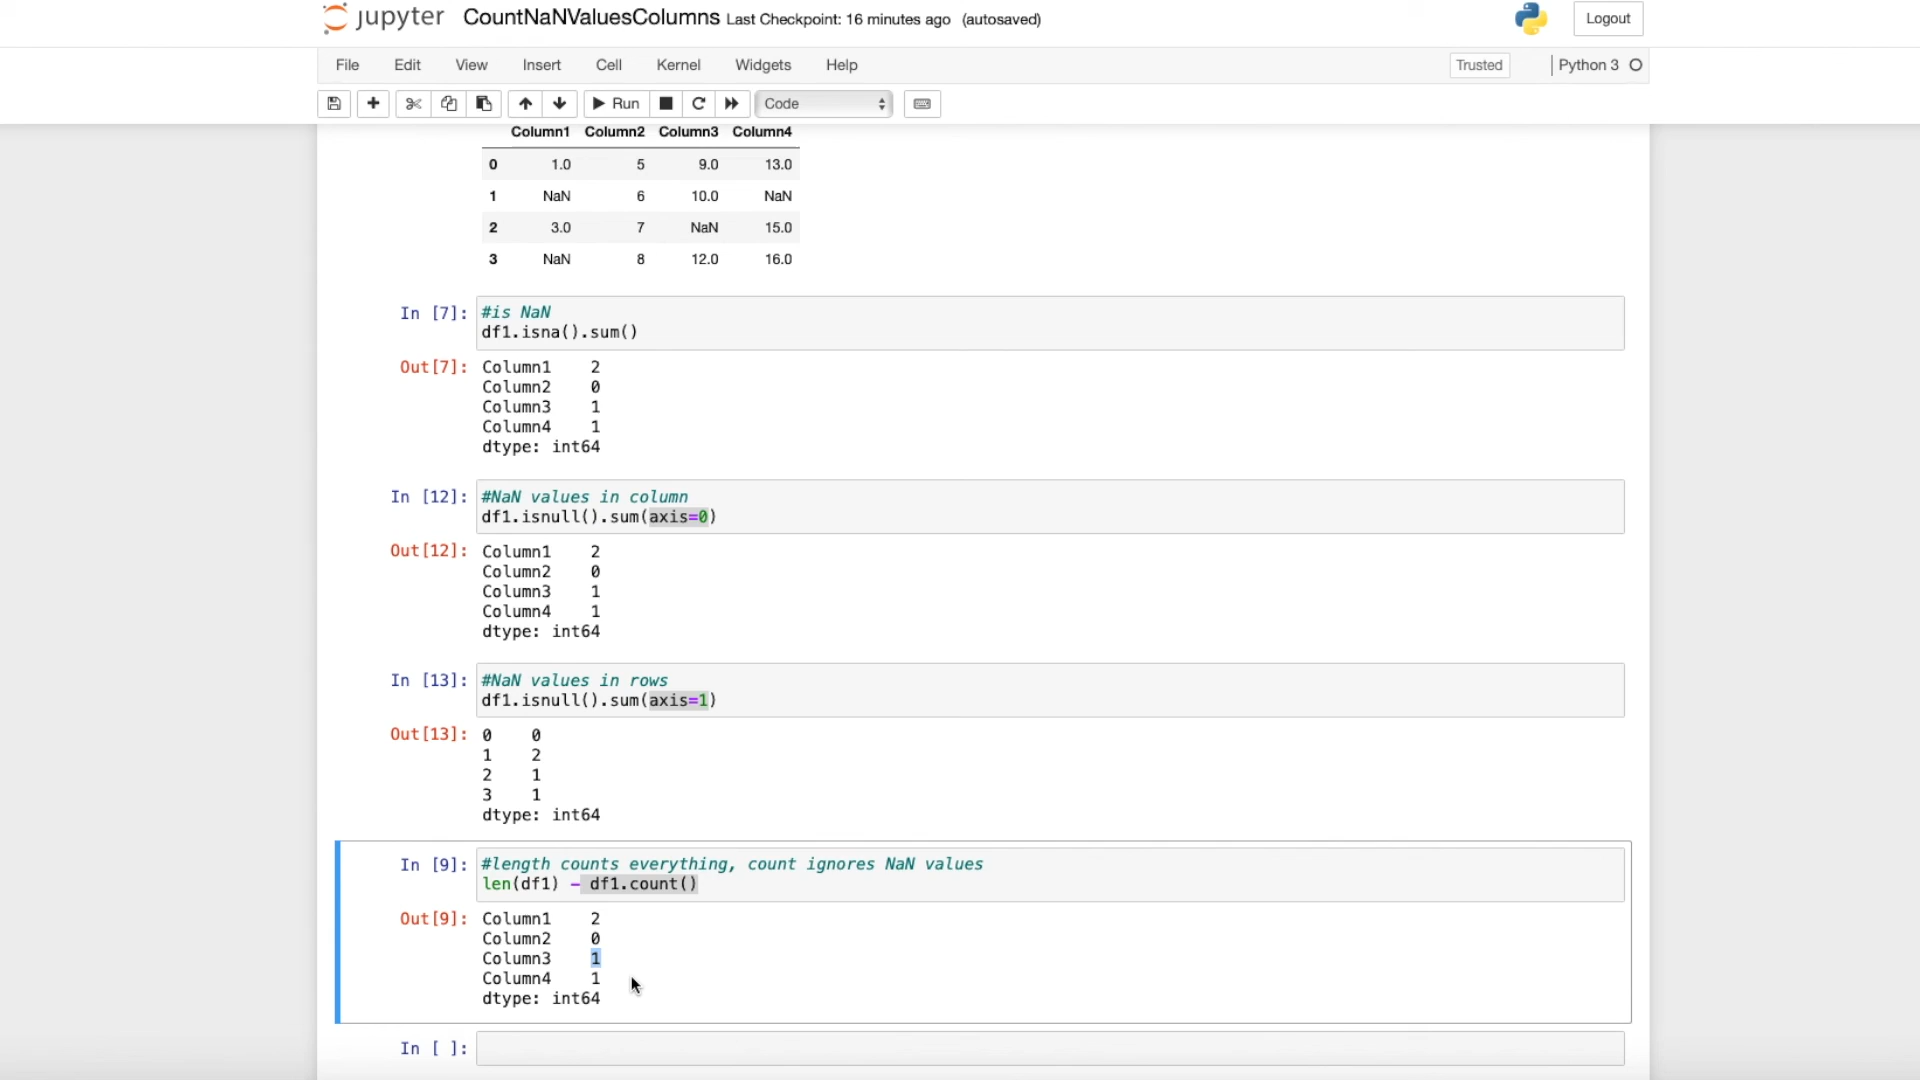 jupyter CountNaNValuesColumns Last Checkpoint: 16 minutes ago (autosaved) Logout
File Edit View Insert Cell Kernel Widgets Help Trusted Python 3
Run Code
Column1 Column2 Column3 Column4
0 1.0 5 9.0 13.0
1 NaN 6 10.0 NaN
2 3.0 7 NaN 15.0
3 NaN 8 12.0 16.0
In [7]: #is NaN
df1.isna().sum()
Out[7]: Column1 2
Column2 0
Column3 1
Column4 1
dtype: int64
In [12]: #NaN values in column
df1.isnull().sum(axis=0)
Out[12]: Column1 2
Column2 0
Column3 1
Column4 1
dtype: int64
In [13]: #NaN values in rows
df1.isnull().sum(axis=1)
Out[13]: 0 0
1 2
2 1
3 1
dtype: int64
In [9]: #length counts everything, count ignores NaN values
len(df1) - df1.count()
Out[9]: Column1 2
Column2 0
Column3 1
Column4 1
dtype: int64
In [ ]: